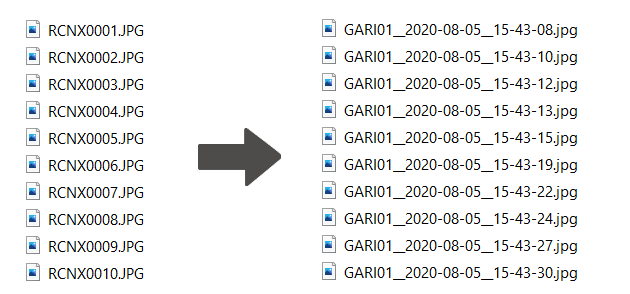 RCNX0001.JPG
RCNX0002.JPG
RCNX0003.JPG
RCNX0004.JPG
RCNX0005.JPG
RCNX0006.JPG
RCNX0007.JPG
RCNX0008.JPG
RCNX0009.JPG
RCNX0010.JPG
GARI01__2020-08-05__15-43-08.jpg
GARI01__2020-08-05__15-43-10.jpg
GARI01__2020-08-05__15-43-12.jpg
GARI01__2020-08-05__15-43-13.jpg
GARI01__2020-08-05__15-43-15.jpg
GARI01__2020-08-05__15-43-19.jpg
GARI01__2020-08-05__15-43-22.jpg
GARI01__2020-08-05__15-43-24.jpg
GARI01__2020-08-05__15-43-27.jpg
GARI01__2020-08-05__15-43-30.jpg